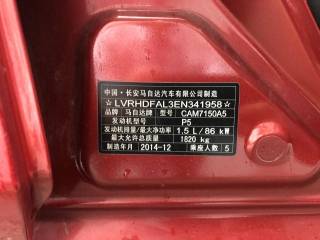 中国·长安马自达汽车有限公司制造
☆LVRHDFAL3EN341958☆
品牌 马自达牌 型号 CAM7150A5
发动机型号 P5
发动机排量/最大净功率 1.5 L/86 kW
最大允许总质量 1820 kg
制造年月 2014-12 乘座人数 5